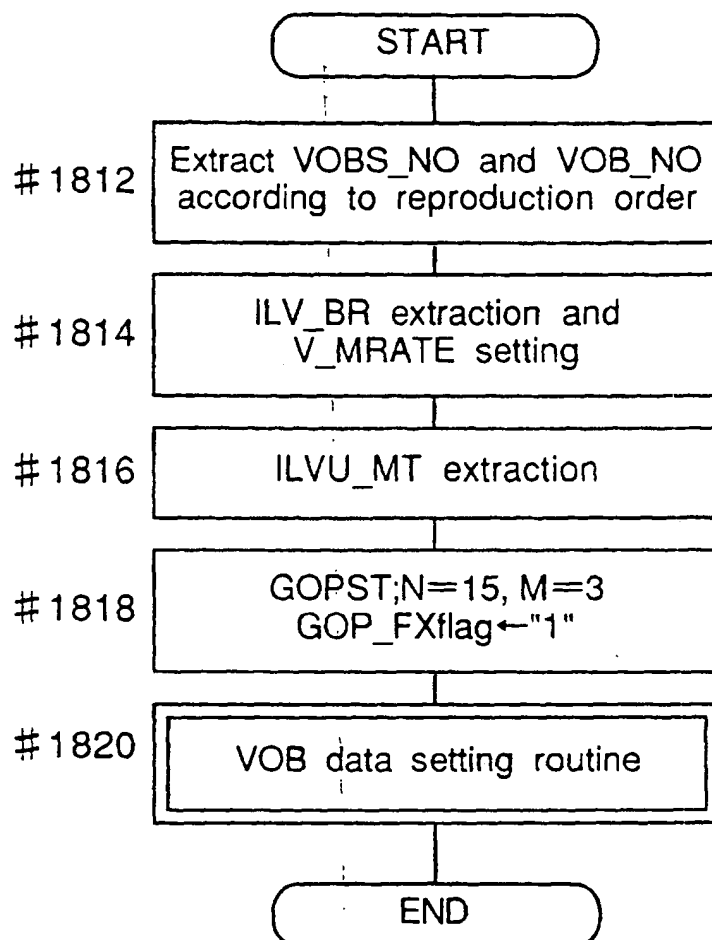 START
#1812
Extract VOBS_NO and VOB_NO
according to reproduction order
#1814
ILV_BR extraction and
V_MRATE setting
#1816
ILVU_MT extraction
#1818
GOPST;N=15, M=3
GOP_FXflag←"1"
#1820
VOB data setting routine
END